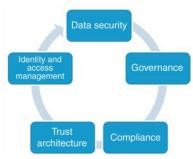 Data security
Governance
Compliance
Trust
architecture
Identity and
access
management